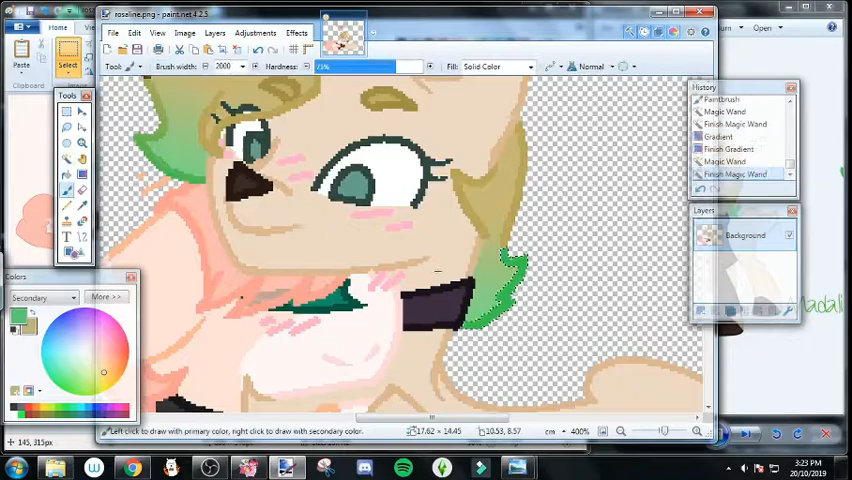 rosaline.png - paint.net 4.2.5
Home
Paste
Select
File Edit View Image Layers Adjustments Effects
Open
Tool: Brush width: 2000 Hardness: 73% Fill: Solid Color Normal
Tools
History
Paintbrush
Magic Wand
Finish Magic Wand
Gradient
Finish Gradient
Magic Wand
Finish Magic Wand
Layers
Background
Colors
Secondary
More >>
Left click to draw with primary color, right click to draw with secondary color.
17.62 × 14.45
10.53, 8.57
cm
400%
145, 315px
3:23 PM
20/10/2019